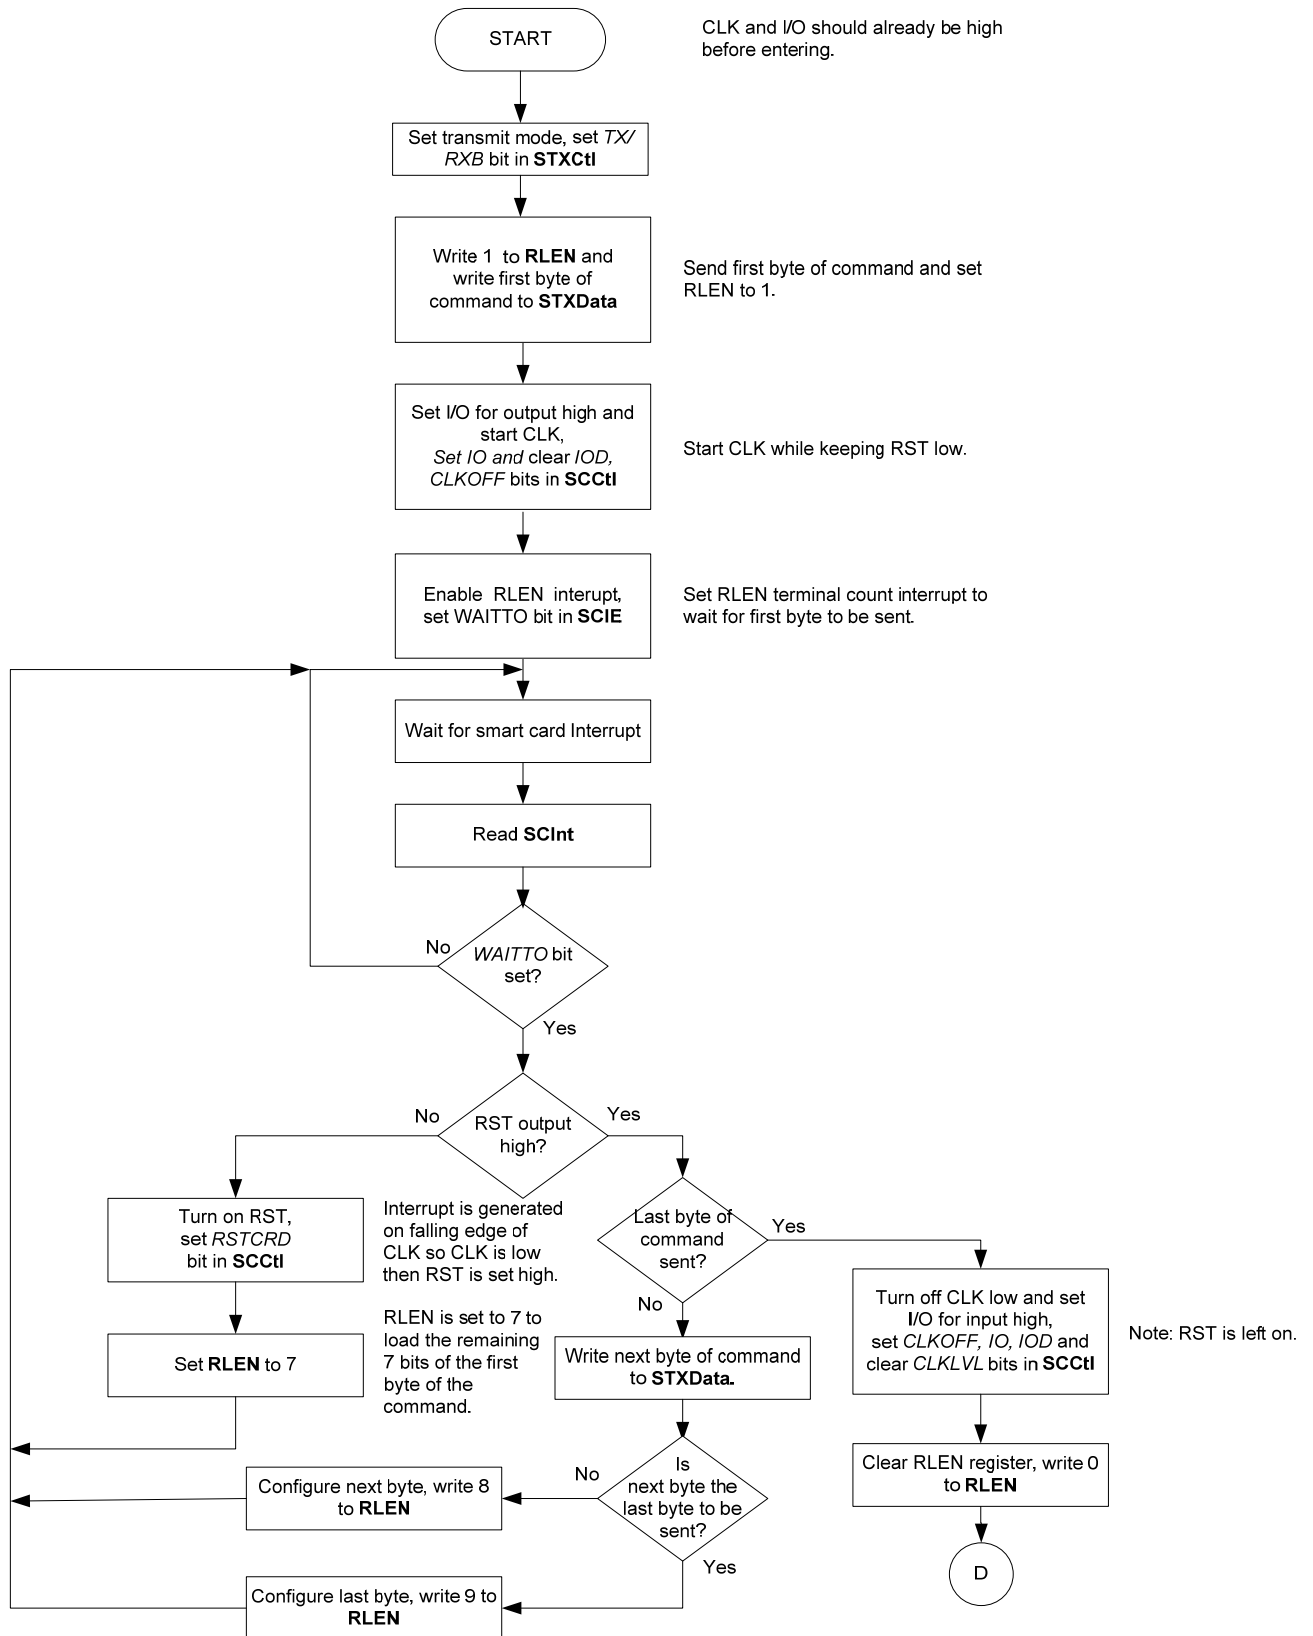 START
CLK and I/O should already be high
before entering.
Set transmit mode, set TX/
RXB bit in STXCtl
Write 1 to RLEN and
write first byte of
command to STXData
Send first byte of command and set
RLEN to 1.
Set I/O for output high and
start CLK,
Set IO and clear IOD,
CLKOFF bits in SCCtl
Start CLK while keeping RST low.
Enable RLEN interupt,
set WAITTO bit in SCIE
Set RLEN terminal count interrupt to
wait for first byte to be sent.
Wait for smart card Interrupt
Read SCInt
No
WAITTO bit
set?
Yes
No
RST output
high?
Yes
Turn on RST,
set RSTCRD
bit in SCCtl
Interrupt is generated
on falling edge of
CLK so CLK is low
then RST is set high.
Last byte of
command
sent?
Yes
No
Turn off CLK low and set
I/O for input high,
set CLKOFF, IO, IOD and
clear CLKLVL bits in SCCtl
Note: RST is left on.
Set RLEN to 7
RLEN is set to 7 to
load the remaining
7 bits of the first
byte of the
command.
Write next byte of command
to STXData.
Clear RLEN register, write 0
to RLEN
Is
next byte the
last byte to be
sent?
No
Yes
Configure next byte, write 8
to RLEN
D
Configure last byte, write 9 to
RLEN